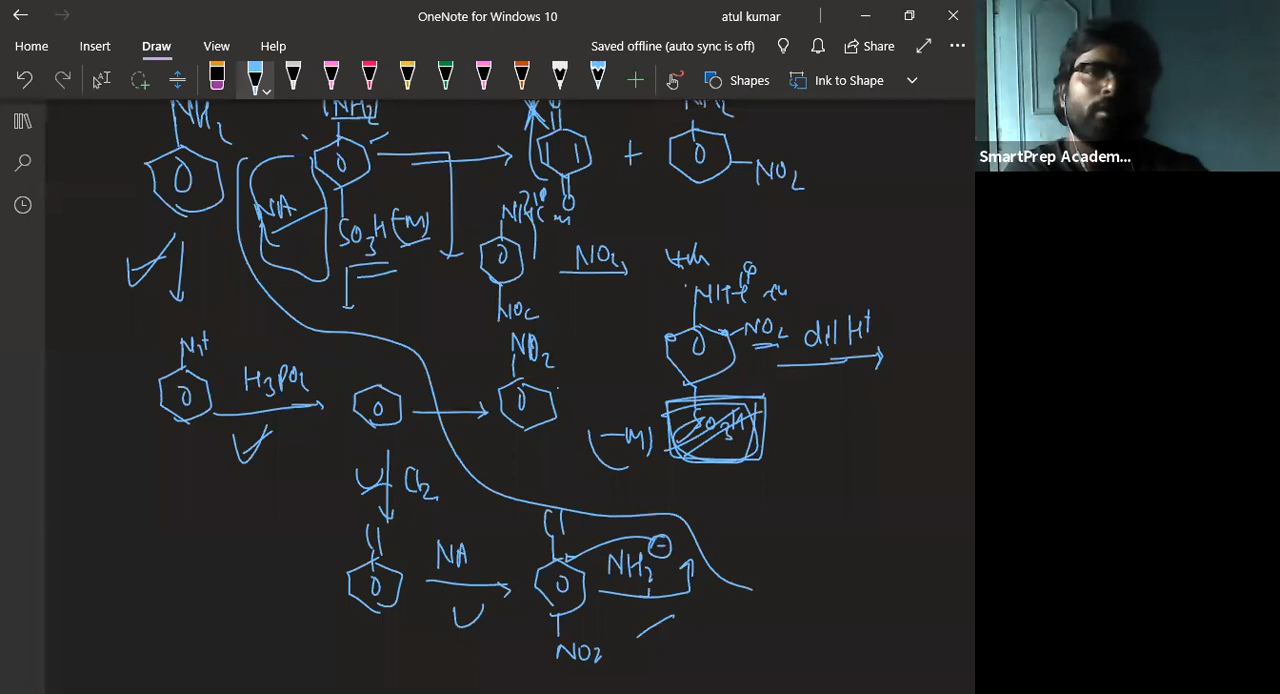 OneNote for Windows 10
atul kumar
Home Insert Draw View Help
Saved offline (auto sync is off)
Share
Shapes
Ink to Shape
SmartPrep Academ...
NH2
NH2
NH2
NO2
NA
SO3H (-M)
NO2
dil H+
NO2
NO2
H3PO2
(-M)
SO3H
Cl2
Cl
Cl
NA
NH2 -
NO2